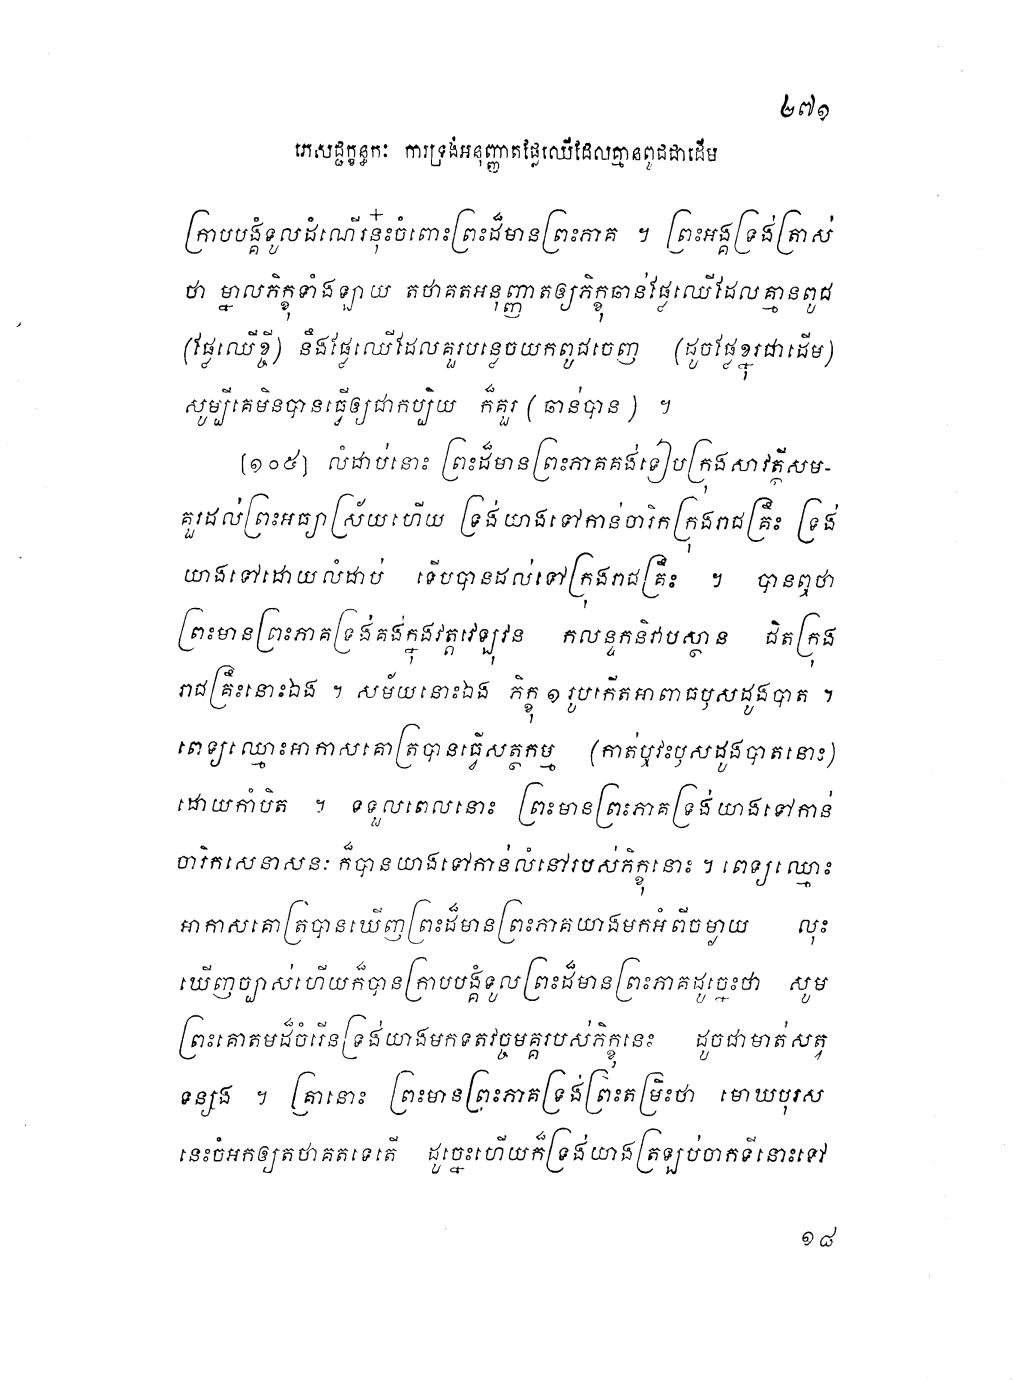 ២៧១
ភេសជ្ជក្ខន្ធកៈ ការទ្រង់អនុញ្ញាតផ្លែឈើដែលគ្មានពូជជាដើម
ក្រាបបង្គំទូលដំណើរនុ៎ះចំពោះព្រះដ៏មានព្រះភាគ ។ ព្រះអង្គទ្រង់ត្រាស់
ថា ម្នាលភិក្ខុទាំងឡាយ តថាគតអនុញ្ញាតឲ្យភិក្ខុឆាន់ផ្លែឈើដែលគ្មានពូជ
(ផ្លែឈើខ្ចី) នឹងផ្លែឈើដែលគួរបន្ទេចយកពូជចេញ (ដូចផ្លែខ្នុរជាដើម)
សូម្បីគេមិនបានធ្វើឲ្យជាកប្បិយ ក៏គួរ (ឆាន់បាន) ។
[១០៥] លំដាប់នោះ ព្រះដ៏មានព្រះភាគគង់ទៀបក្រុងសាវត្ថីសម-
គួរដល់ព្រះអធ្យាស្រ័យហើយ ទ្រង់យាងទៅកាន់ចារិកក្រុងរាជគ្រឹះ ទ្រង់
យាងទៅដោយលំដាប់ ទើបបានដល់ទៅក្រុងរាជគ្រឹះ ។ បានឮថា
ព្រះមានព្រះភាគទ្រង់គង់ក្នុងវត្តវេឡុវន កលន្ទកនិវាបស្ថាន ជិតក្រុង
រាជគ្រឹះនោះឯង ។ សម័យនោះឯង ភិក្ខុ ១ រូបកើតអាពាធឫសដូងបាត ។
ពេទ្យឈ្មោះអាកាសគោត្របានធ្វើសត្ថកម្ម (កាត់ឬវះឫសដូងបាតនោះ)
ដោយកាំបិត ។ ទទួលពេលនោះ ព្រះមានព្រះភាគទ្រង់យាងទៅកាន់
ចារិកសេនាសនៈ ក៏បានយាងទៅកាន់លំនៅរបស់ភិក្ខុនោះ ។ ពេទ្យឈ្មោះ
អាកាសគោត្របានឃើញព្រះដ៏មានព្រះភាគយាងមកអំពីចម្ងាយ លុះ
ឃើញច្បាស់ហើយក៏បានក្រាបបង្គំទូលព្រះដ៏មានព្រះភាគដូច្នេះថា សូម
ព្រះគោតមដ៏ចំរើនទ្រង់យាងមកទតវច្ចមគ្គរបស់ភិក្ខុនេះ ដូចជាមាត់សត្វ
ទន្សង ។ គ្រានោះ ព្រះមានព្រះភាគទ្រង់ព្រះតម្រិះថា មោឃបុរស
នេះចំអកឲ្យតថាគតទេតើ ដូច្នេះហើយក៏ទ្រង់យាងត្រឡប់ចាកទីនោះទៅ
១៨